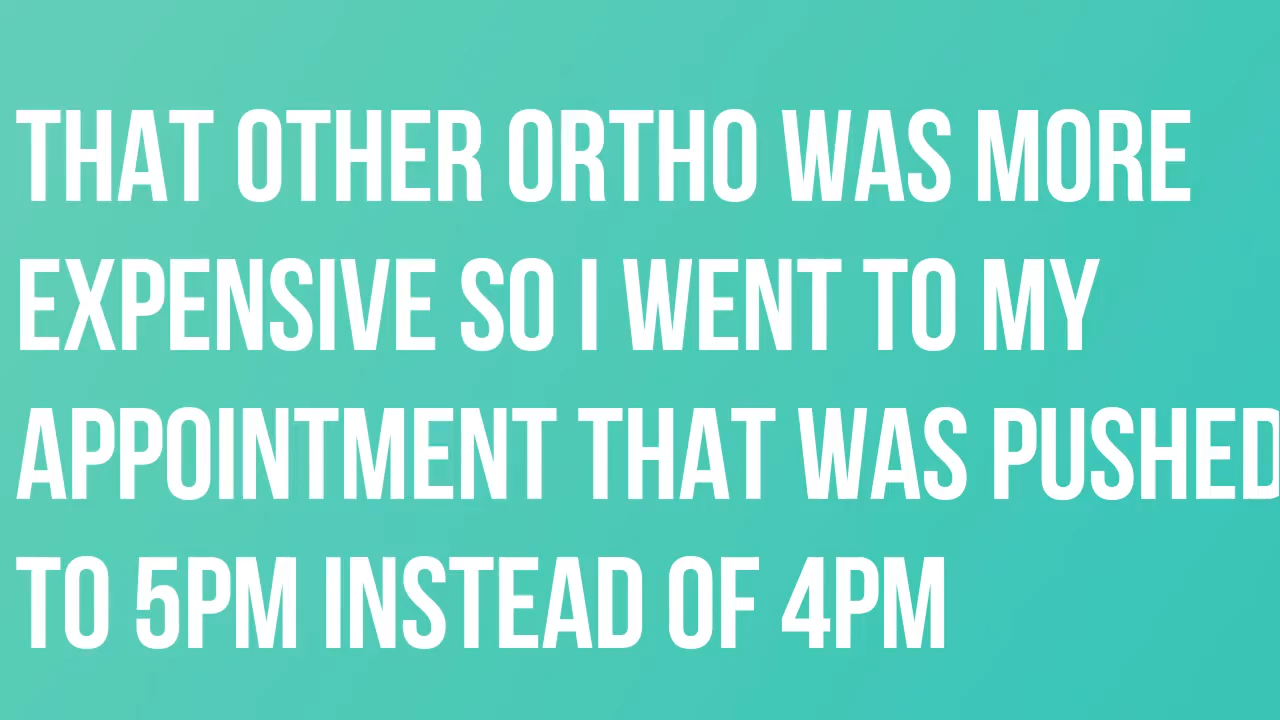 THAT OTHER ORTHO WAS MORE
EXPENSIVE SO I WENT TO MY
APPOINTMENT THAT WAS PUSHED
TO 5PM INSTEAD OF 4PM